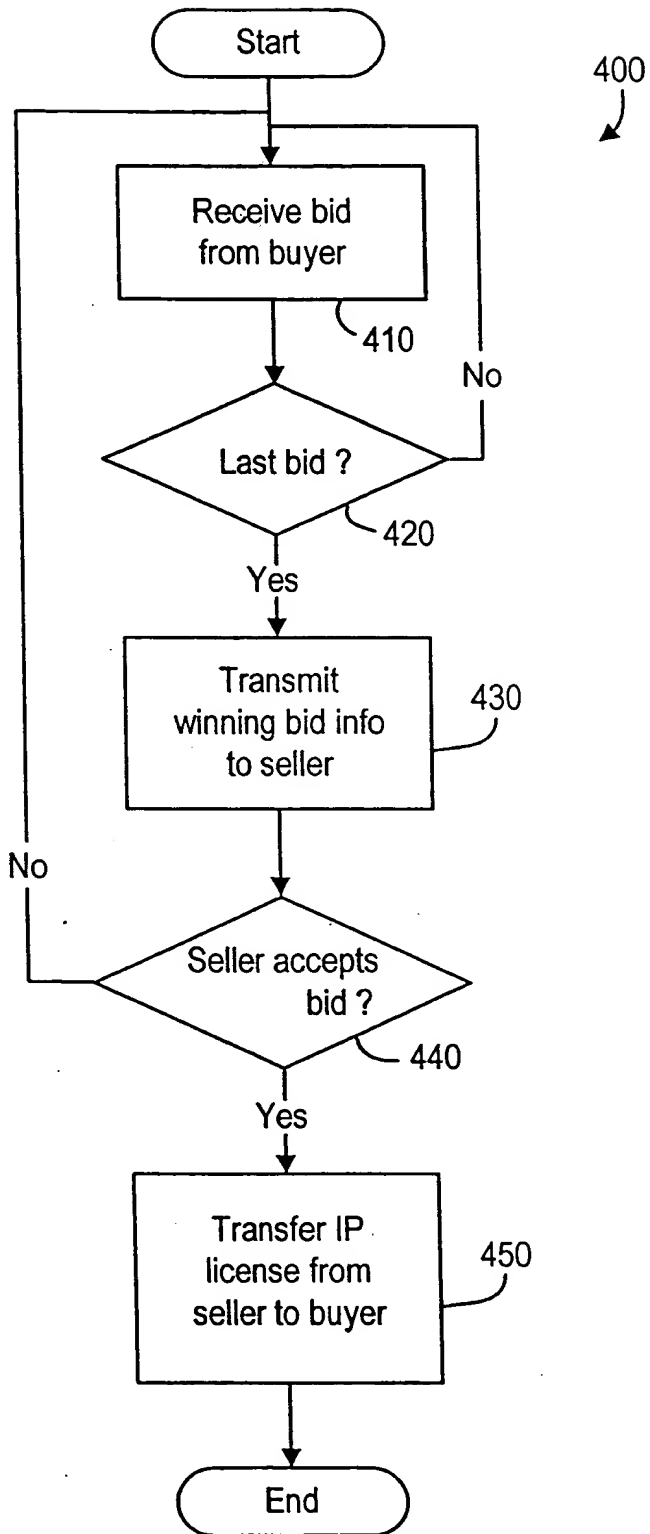 Start
400
Receive bid
from buyer
410
No
Last bid ?
420
Yes
Transmit
winning bid info
to seller
430
No
Seller accepts
bid ?
440
Yes
Transfer IP
license from
seller to buyer
450
End